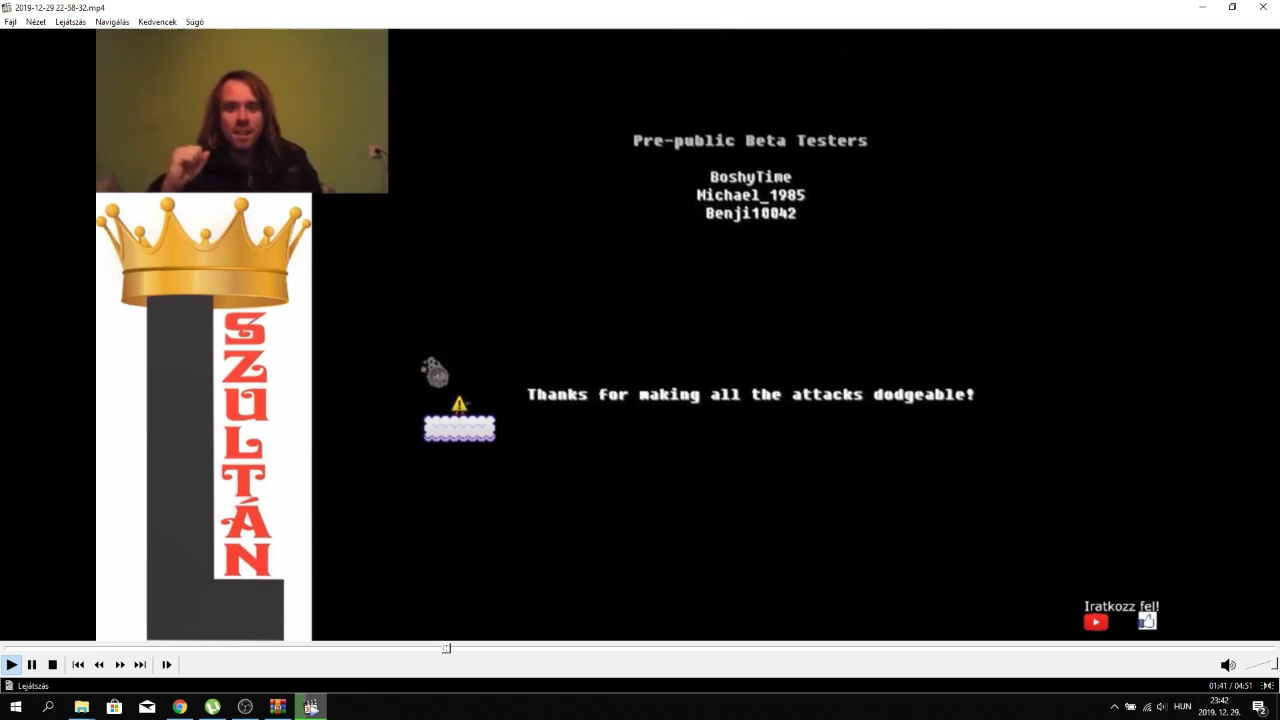 2019-12-29 22-58-32.mp4
Fájl Nézet Lejátszás Navigálás Kedvencek Súgó
Pre-public Beta Testers
BoshyTime
Michael_1985
Benji10042
Thanks for making all the attacks dodgeable!
L
SZULTÁN
Iratkozz fel!
Lejátszás
01:41 / 04:51
HUN
23:42
2019. 12. 29.
2